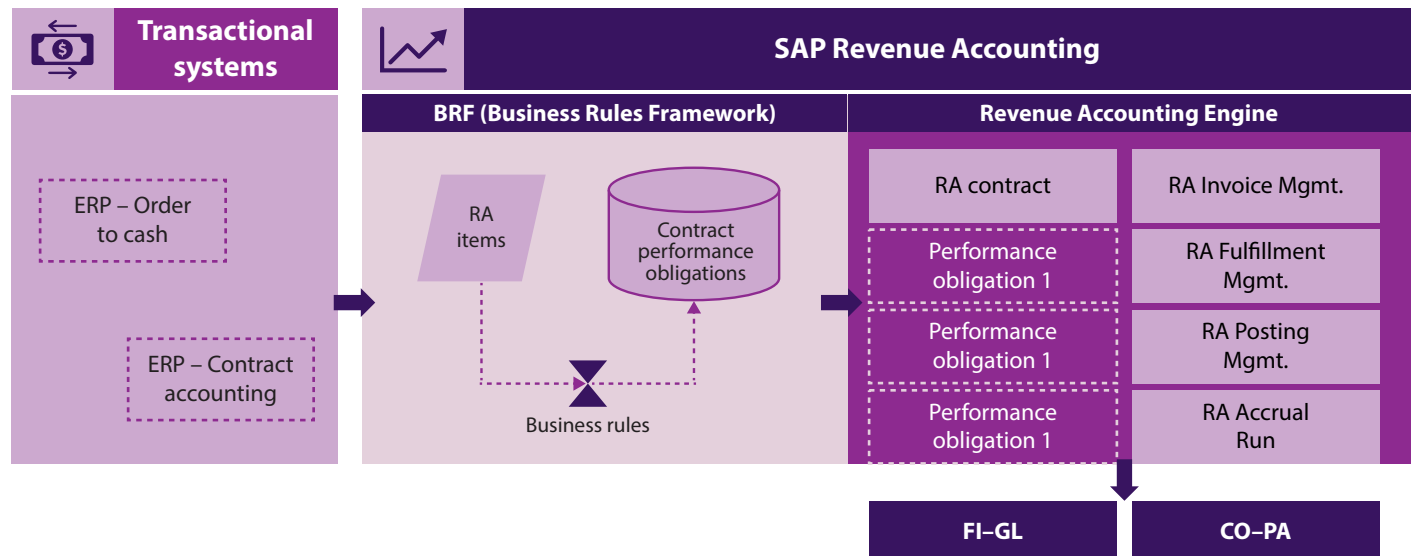 Transactional
systems
SAP Revenue Accounting
BRF (Business Rules Framework)
Revenue Accounting Engine
ERP – Order
to cash
ERP – Contract
accounting
RA
items
Contract
performance
obligations
Business rules
RA contract
RA Invoice Mgmt.
Performance
obligation 1
RA Fulfillment
Mgmt.
Performance
obligation 1
RA Posting
Mgmt.
Performance
obligation 1
RA Accrual
Run
FI–GL
CO–PA
$